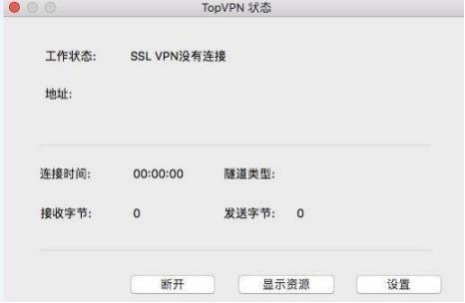 TopVPN 状态
工作状态: SSL VPN没有连接
地址:
连接时间: 00:00:00 隧道类型:
接收字节: 0 发送字节: 0
断开 显示资源 设置